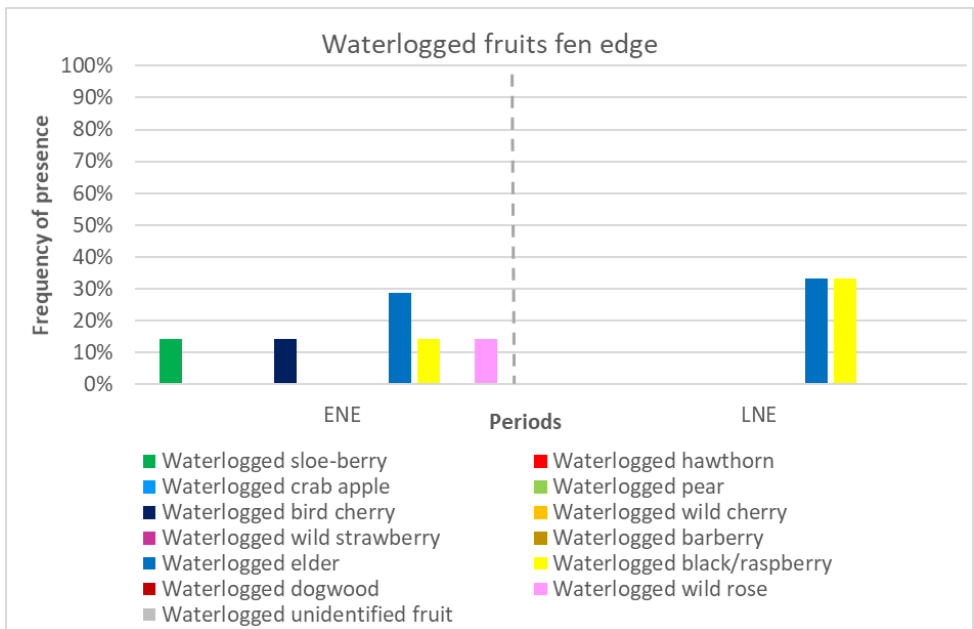 Waterlogged fruits fen edge
100%
90%
80%
70%
60%
50%
40%
30%
20%
10%
0%
Frequency of presence
ENE
LNE
Periods
Waterlogged sloe-berry
Waterlogged hawthorn
Waterlogged crab apple
Waterlogged pear
Waterlogged bird cherry
Waterlogged wild cherry
Waterlogged wild strawberry
Waterlogged barberry
Waterlogged elder
Waterlogged black/raspberry
Waterlogged dogwood
Waterlogged wild rose
Waterlogged unidentified fruit